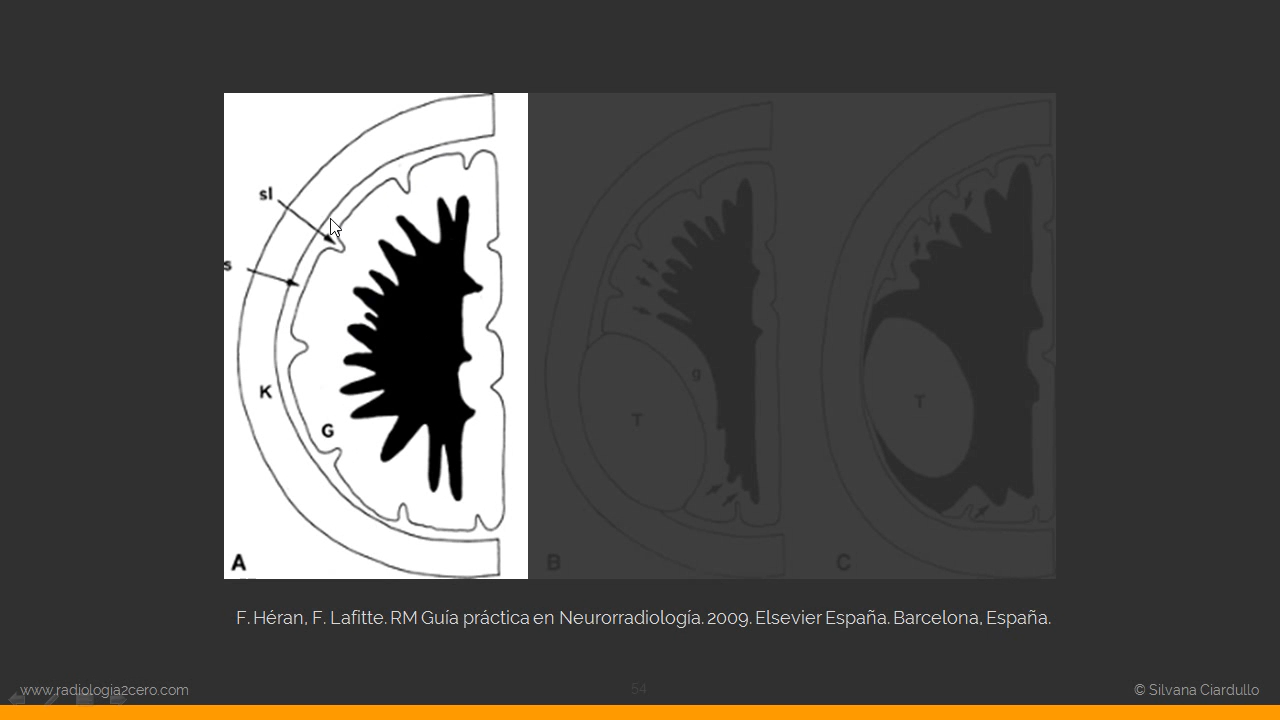 sl
s
K
G
A
g
T
B
T
C
F. Héran, F. Lafitte. RM Guía práctica en Neurorradiología. 2009. Elsevier España. Barcelona, España.
www.radiologia2cero.com
54
© Silvana Ciardullo